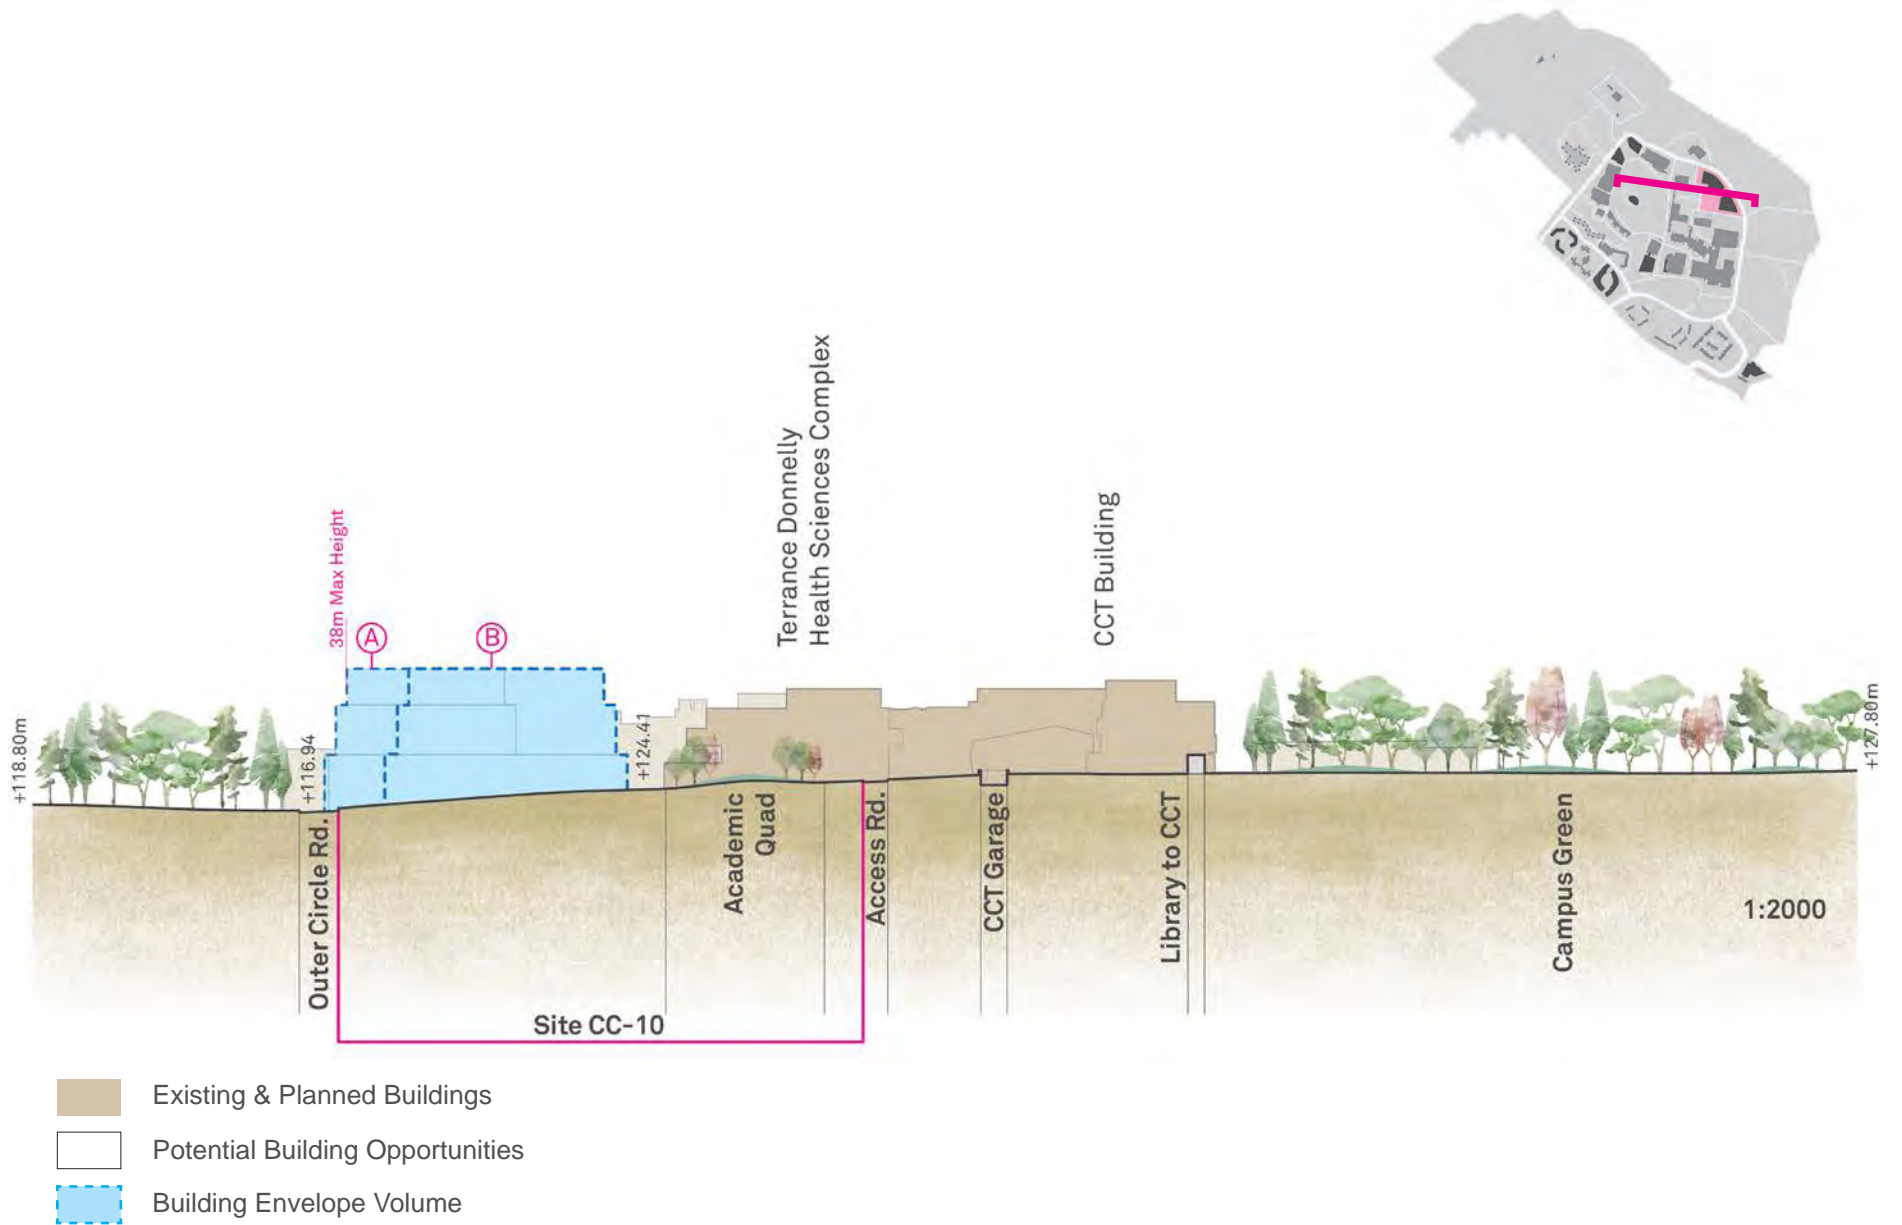 Terrance Donnelly
Health Sciences Complex
CCT Building
38m Max Height
A
B
+118.80m
+116.94
+124.41
+127.80m
Outer Circle Rd.
Academic
Quad
Access Rd.
CCT Garage
Library to CCT
Campus Green
1:2000
Site CC-10
Existing & Planned Buildings
Potential Building Opportunities
Building Envelope Volume